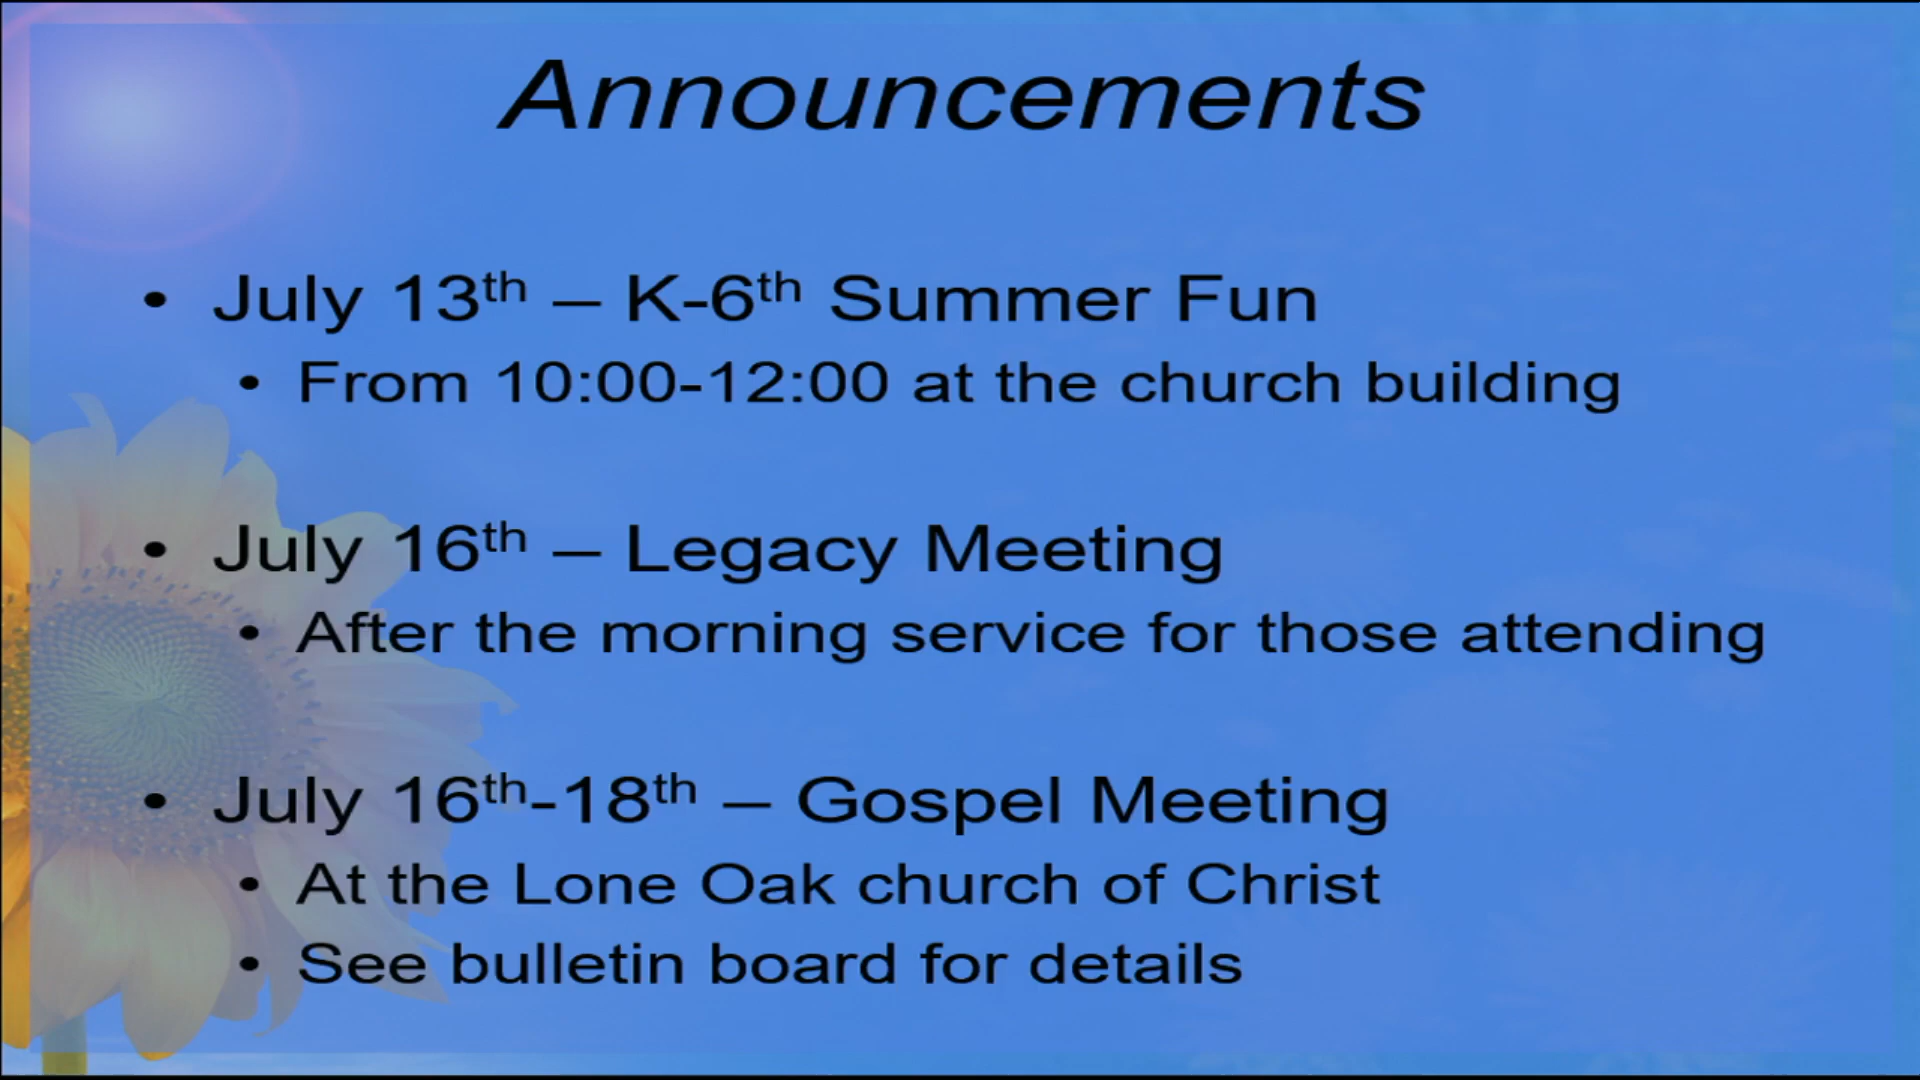 Announcements
• July 13th – K-6th Summer Fun
• From 10:00-12:00 at the church building
• July 16th – Legacy Meeting
• After the morning service for those attending
• July 16th-18th – Gospel Meeting
• At the Lone Oak church of Christ
• See bulletin board for details